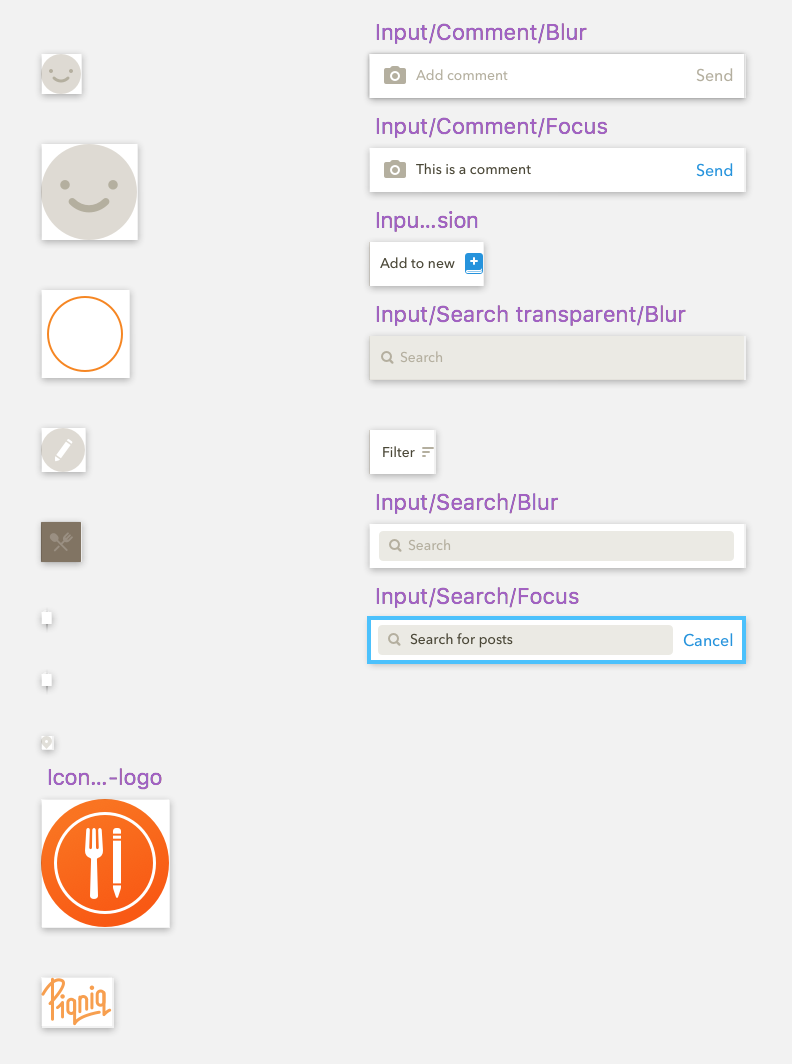 Input/Comment/Blur
Add comment Send
Input/Comment/Focus
This is a comment Send
Inpu...sion
Add to new
Input/Search transparent/Blur
Search
Filter
Input/Search/Blur
Search
Input/Search/Focus
Search for posts Cancel
Icon...-logo
Piqniq